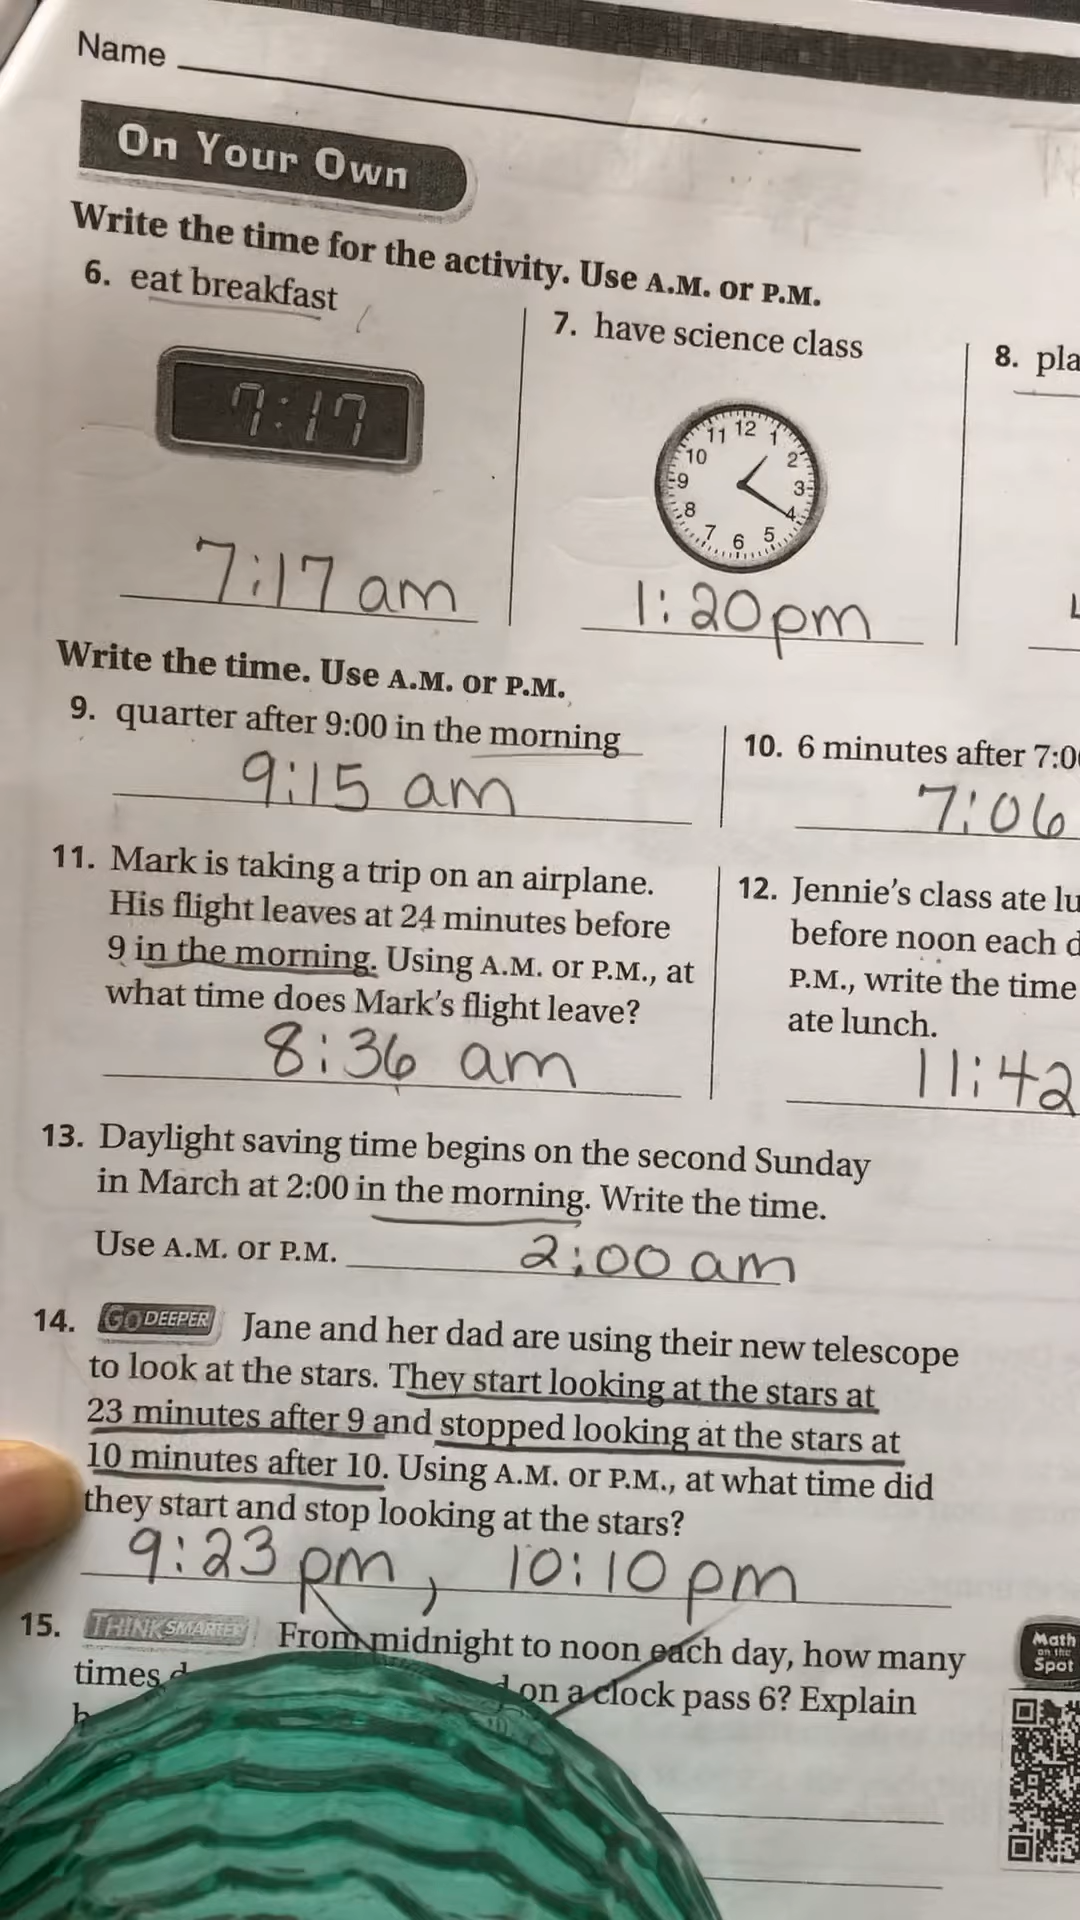 Name
On Your Own
Write the time for the activity. Use A.M. or P.M.
6. eat breakfast
7:17
7:17 am
7. have science class
11 12 1
10 2
9 3
8 4
7 6 5
1:20 pm
8. pla
Write the time. Use A.M. or P.M.
9. quarter after 9:00 in the morning
9:15 am
10. 6 minutes after 7:0
7:06
11. Mark is taking a trip on an airplane.
His flight leaves at 24 minutes before
9 in the morning. Using A.M. or P.M., at
what time does Mark's flight leave?
8:36 am
12. Jennie's class ate lu
before noon each d
P.M., write the time
ate lunch.
11:42
13. Daylight saving time begins on the second Sunday
in March at 2:00 in the morning. Write the time.
Use A.M. or P.M.
2:00 am
14. GO DEEPER Jane and her dad are using their new telescope
to look at the stars. They start looking at the stars at
23 minutes after 9 and stopped looking at the stars at
10 minutes after 10. Using A.M. or P.M., at what time did
they start and stop looking at the stars?
9:23 pm, 10:10 pm
15. THINK SMARTER From midnight to noon each day, how many
times on a clock pass 6? Explain
Math
on the
Spot